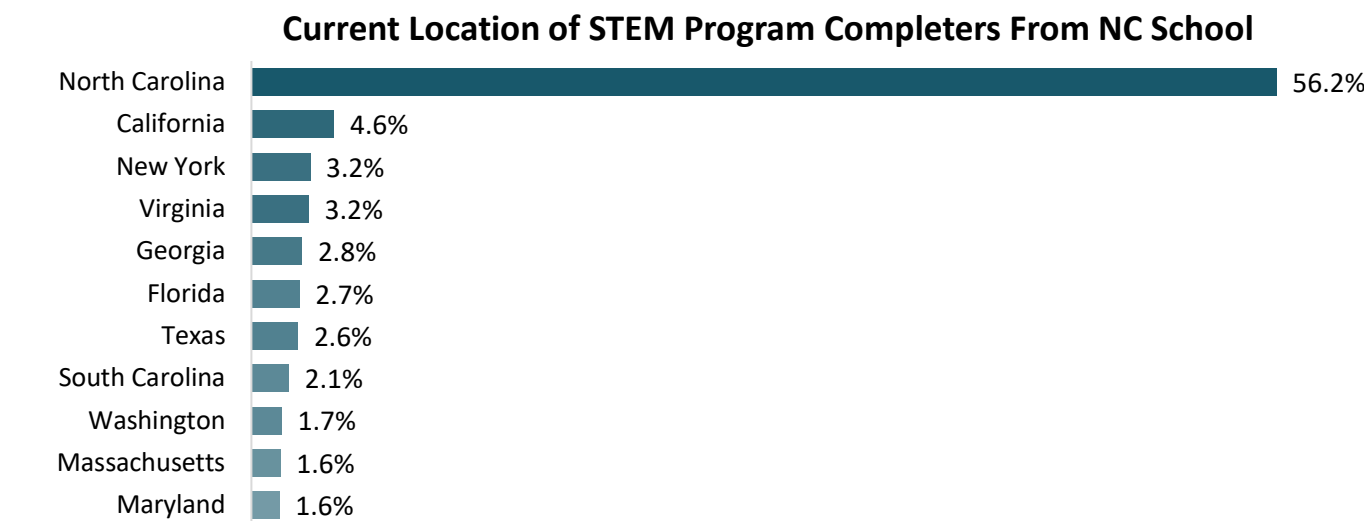 Current Location of STEM Program Completers From NC School
North Carolina 56.2%
California 4.6%
New York 3.2%
Virginia 3.2%
Georgia 2.8%
Florida 2.7%
Texas 2.6%
South Carolina 2.1%
Washington 1.7%
Massachusetts 1.6%
Maryland 1.6%